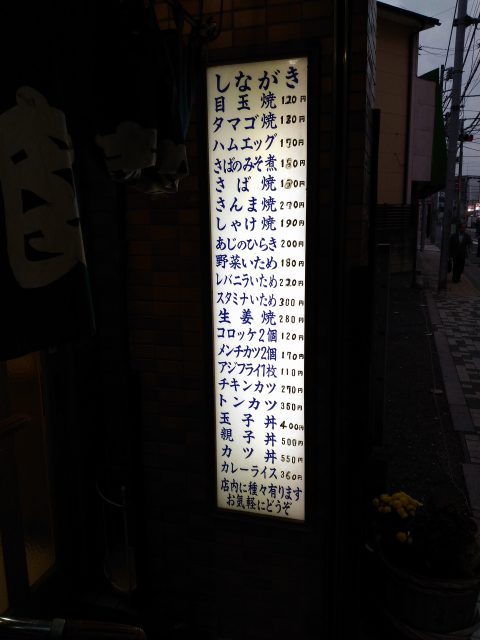 しながき
目玉焼 120円
タマゴ焼 180円
ハムエッグ 170円
さばのみそ煮
さば焼
さんま焼 270円
しゃけ焼 190円
あじのひらき 200円
野菜いため 180円
レバニラいため 220円
スタミナいため 300円
生姜焼 280円
コロッケ2個 120円
メンチカツ2個 170円
アジフライ1枚 110円
チキンカツ 270円
トンカツ 350円
玉子丼 400円
親子丼 500円
カツ丼 550円
カレーライス 360円
店内に種々有ります
お気軽にどうぞ